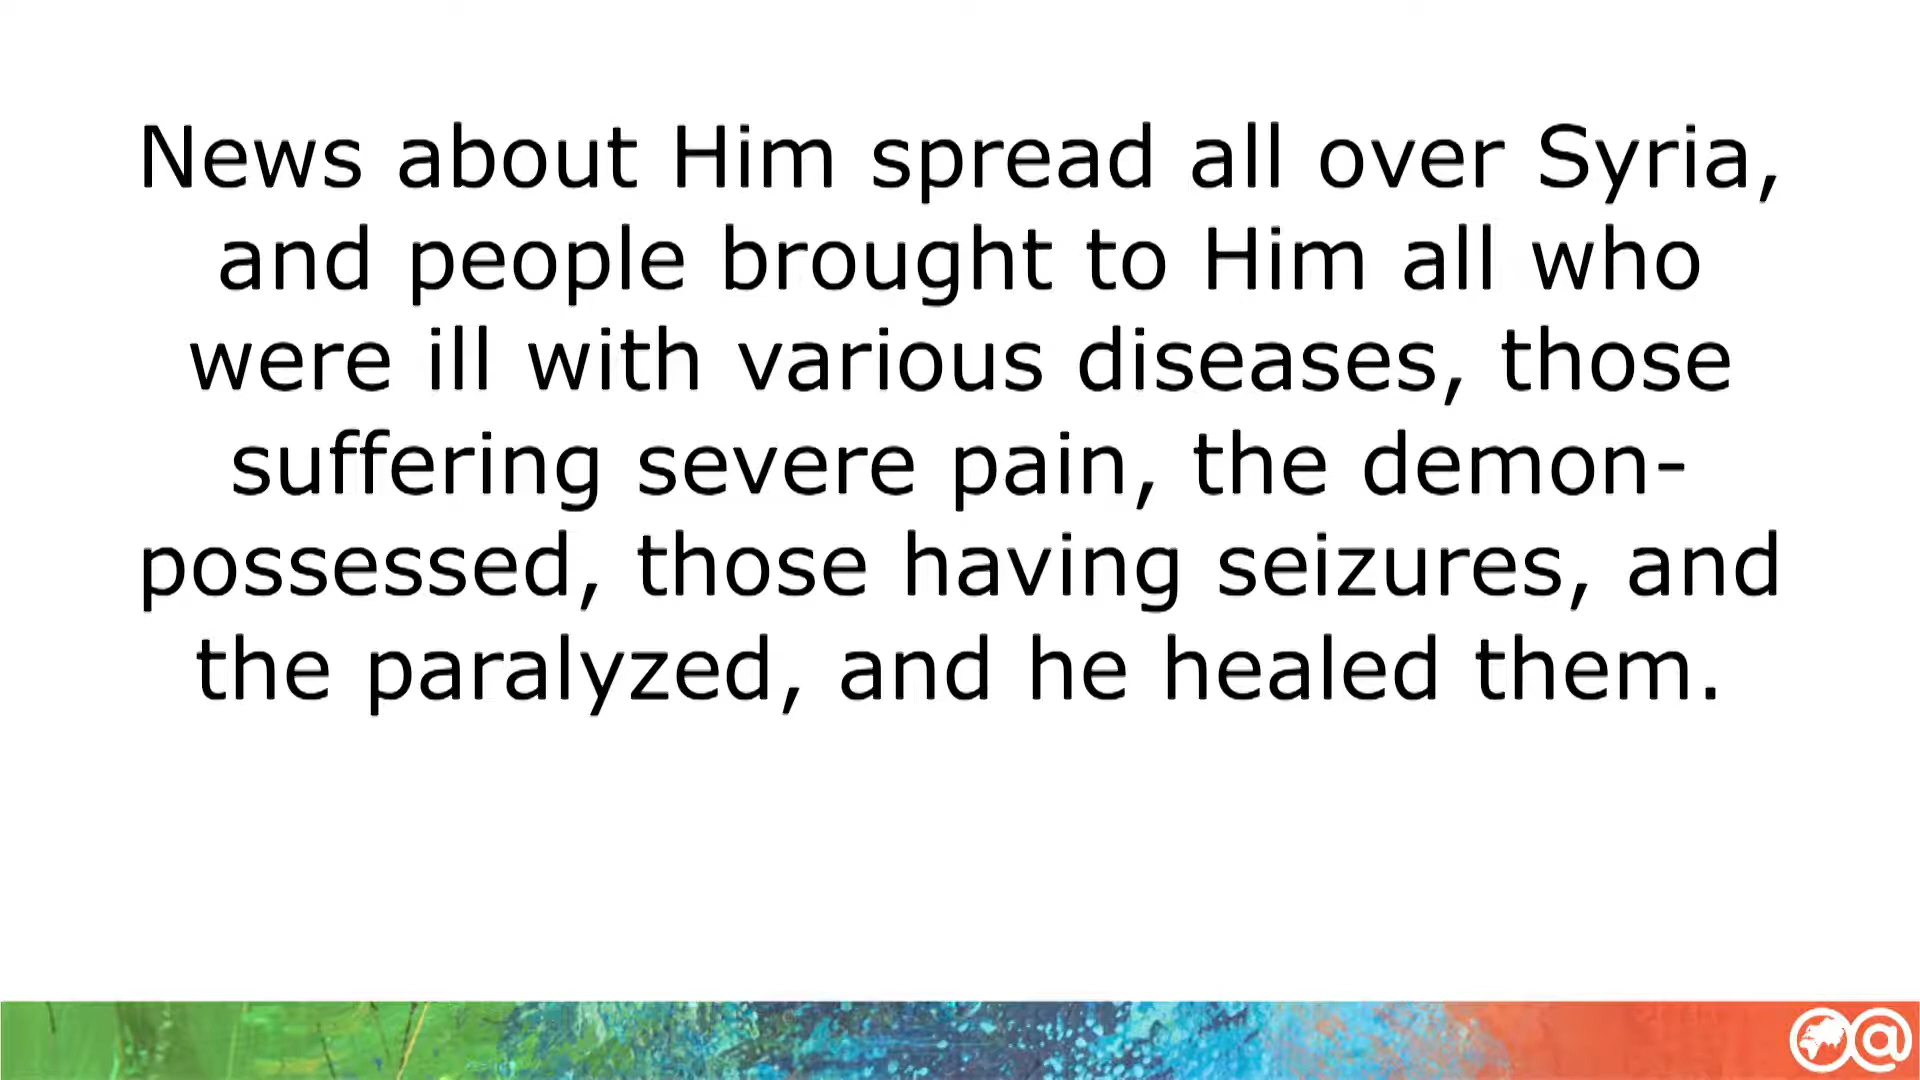 News about Him spread all over Syria,
and people brought to Him all who
were ill with various diseases, those
suffering severe pain, the demon-
possessed, those having seizures, and
the paralyzed, and he healed them.
@